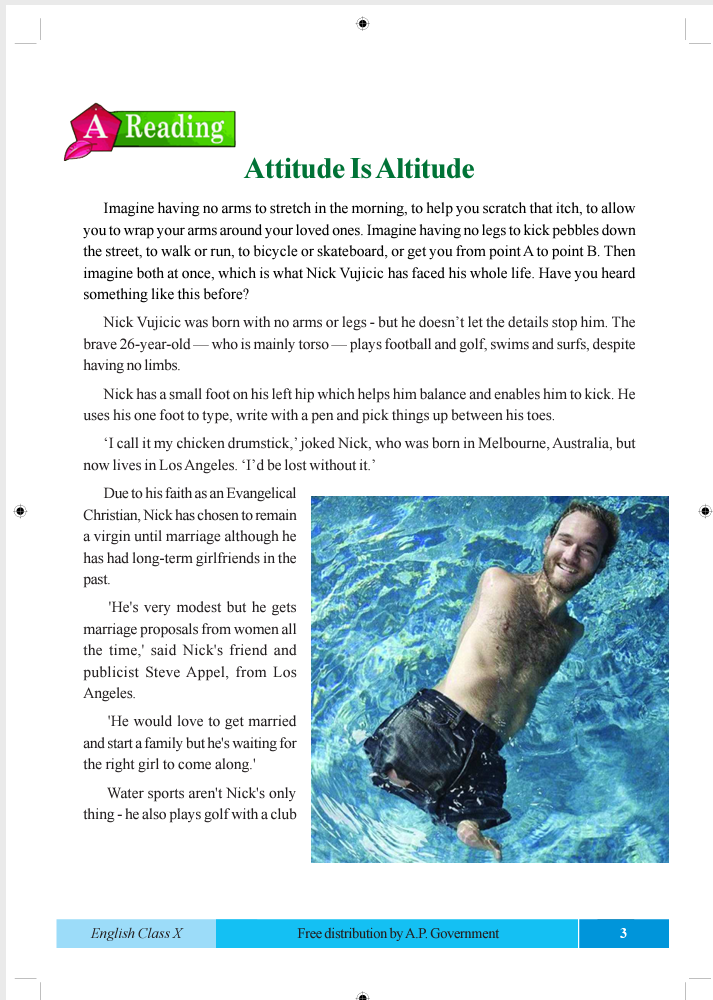 A Reading
Attitude Is Altitude
Imagine having no arms to stretch in the morning, to help you scratch that itch, to allow
you to wrap your arms around your loved ones. Imagine having no legs to kick pebbles down
the street, to walk or run, to bicycle or skateboard, or get you from point A to point B. Then
imagine both at once, which is what Nick Vujicic has faced his whole life. Have you heard
something like this before?
Nick Vujicic was born with no arms or legs - but he doesn't let the details stop him. The
brave 26-year-old — who is mainly torso — plays football and golf, swims and surfs, despite
having no limbs.
Nick has a small foot on his left hip which helps him balance and enables him to kick. He
uses his one foot to type, write with a pen and pick things up between his toes.
‘I call it my chicken drumstick,’ joked Nick, who was born in Melbourne, Australia, but
now lives in Los Angeles. ‘I’d be lost without it.’
Due to his faith as an Evangelical
Christian, Nick has chosen to remain
a virgin until marriage although he
has had long-term girlfriends in the
past.
'He's very modest but he gets
marriage proposals from women all
the time,' said Nick's friend and
publicist Steve Appel, from Los
Angeles.
'He would love to get married
and start a family but he's waiting for
the right girl to come along.'
Water sports aren't Nick's only
thing - he also plays golf with a club
English Class X
Free distribution by A.P. Government
3